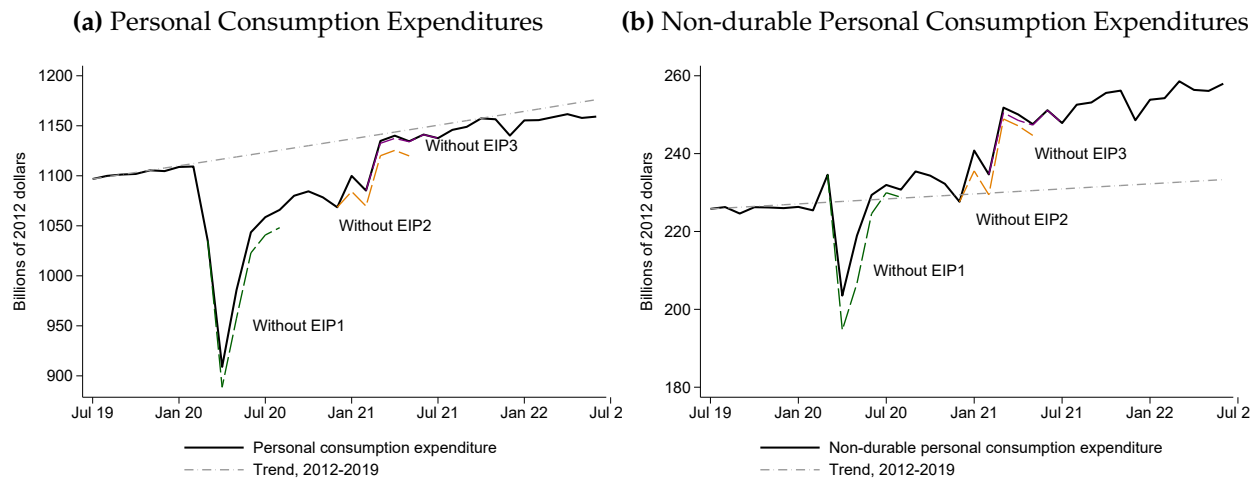 (a) Personal Consumption Expenditures
Billions of 2012 dollars
1200
1150
1100
1050
1000
950
900
Without EIP3
Without EIP2
Without EIP1
Jul 19 Jan 20 Jul 20 Jan 21 Jul 21 Jan 22 Jul 2
Personal consumption expenditure
Trend, 2012-2019
(b) Non-durable Personal Consumption Expenditures
Billions of 2012 dollars
260
240
220
200
180
Without EIP3
Without EIP2
Without EIP1
Jul 19 Jan 20 Jul 20 Jan 21 Jul 21 Jan 22 Jul 2
Non-durable personal consumption expenditure
Trend, 2012-2019